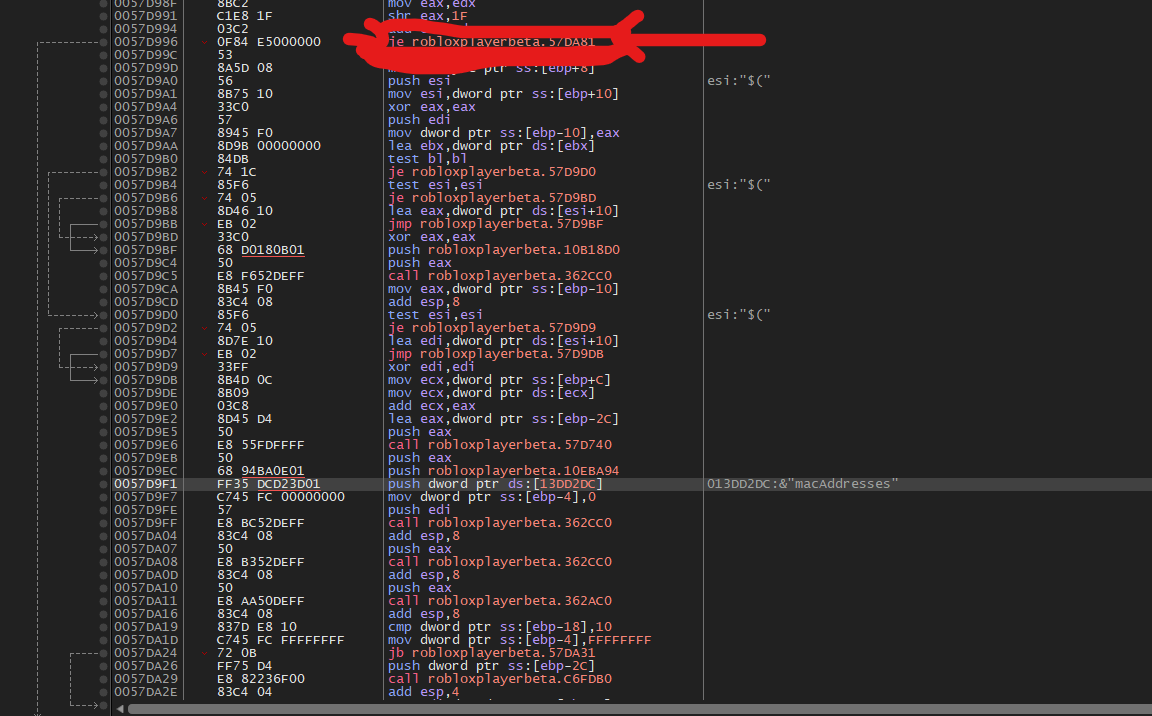 0057D98F 8BC2 mov eax,edx
0057D991 C1E8 1F shr eax,1F
0057D994 03C2 add
0057D996 0F84 E5000000 je robloxplayerbeta.57DA81
0057D99C 53
0057D99D 8A5D 08 ptr ss:[ebp+8]
0057D9A0 56 push esi esi:"$("
0057D9A1 8B75 10 mov esi,dword ptr ss:[ebp+10]
0057D9A4 33C0 xor eax,eax
0057D9A6 57 push edi
0057D9A7 8945 F0 mov dword ptr ss:[ebp-10],eax
0057D9AA 8D9B 00000000 lea ebx,dword ptr ds:[ebx]
0057D9B0 84DB test bl,bl
0057D9B2 74 1C je robloxplayerbeta.57D9D0
0057D9B4 85F6 test esi,esi esi:"$("
0057D9B6 74 05 je robloxplayerbeta.57D9BD
0057D9B8 8D46 10 lea eax,dword ptr ds:[esi+10]
0057D9BB EB 02 jmp robloxplayerbeta.57D9BF
0057D9BD 33C0 xor eax,eax
0057D9BF 68 D0180B01 push robloxplayerbeta.10B18D0
0057D9C4 50 push eax
0057D9C5 E8 F652DEFF call robloxplayerbeta.362CC0
0057D9CA 8B45 F0 mov eax,dword ptr ss:[ebp-10]
0057D9CD 83C4 08 add esp,8
0057D9D0 85F6 test esi,esi esi:"$("
0057D9D2 74 05 je robloxplayerbeta.57D9D9
0057D9D4 8D7E 10 lea edi,dword ptr ds:[esi+10]
0057D9D7 EB 02 jmp robloxplayerbeta.57D9DB
0057D9D9 33FF xor edi,edi
0057D9DB 8B4D 0C mov ecx,dword ptr ss:[ebp+C]
0057D9DE 8B09 mov ecx,dword ptr ds:[ecx]
0057D9E0 03C8 add ecx,eax
0057D9E2 8D45 D4 lea eax,dword ptr ss:[ebp-2C]
0057D9E5 50 push eax
0057D9E6 E8 55FDFFFF call robloxplayerbeta.57D740
0057D9EB 50 push eax
0057D9EC 68 94BA0E01 push robloxplayerbeta.10EBA94
0057D9F1 FF35 DCD23D01 push dword ptr ds:[13DD2DC] 013DD2DC:&"macAddresses"
0057D9F7 C745 FC 00000000 mov dword ptr ss:[ebp-4],0
0057D9FE 57 push edi
0057D9FF E8 BC52DEFF call robloxplayerbeta.362CC0
0057DA04 83C4 08 add esp,8
0057DA07 50 push eax
0057DA08 E8 B352DEFF call robloxplayerbeta.362CC0
0057DA0D 83C4 08 add esp,8
0057DA10 50 push eax
0057DA11 E8 AA50DEFF call robloxplayerbeta.362AC0
0057DA16 83C4 08 add esp,8
0057DA19 837D E8 10 cmp dword ptr ss:[ebp-18],10
0057DA1D C745 FC FFFFFFFF mov dword ptr ss:[ebp-4],FFFFFFFF
0057DA24 72 0B jb robloxplayerbeta.57DA31
0057DA26 FF75 D4 push dword ptr ss:[ebp-2C]
0057DA29 E8 82236F00 call robloxplayerbeta.C6FDB0
0057DA2E 83C4 04 add esp,4